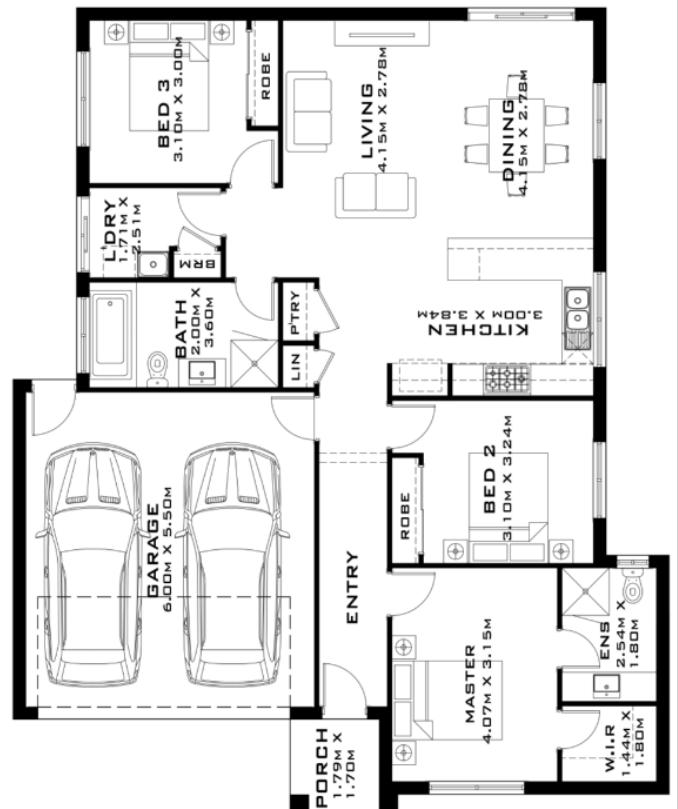 BED 3
3.10M X 3.00M
ROBE
LIVING
4.15M X 2.78M
DINING
4.15M X 2.78M
L'DRY
1.71M X
2.51M
BRM
BATH
2.00M X
3.60M
P'TRY
LIN
KITCHEN
3.00M X 3.84M
GARAGE
6.00M X 5.50M
ENTRY
ROBE
BED 2
3.10M X 3.24M
MASTER
4.07M X 3.15M
ENS
2.54M X
1.80M
W.I.R
1.44M X
1.80M
PORCH
1.79M X
1.70M